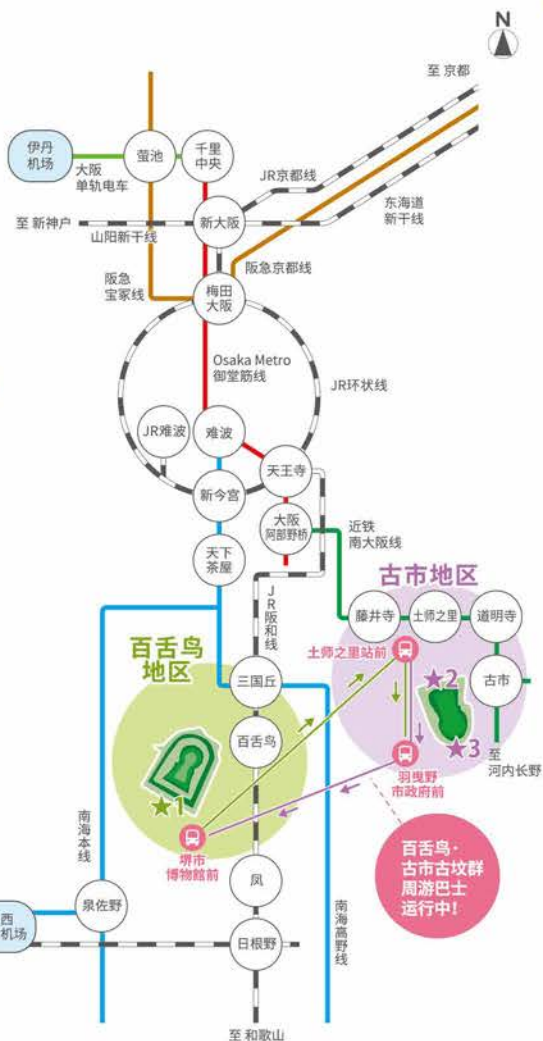 N
至 京都
伊丹
机场
萤池
千里
中央
大阪
单轨电车
JR京都线
东海道
新干线
至 新神户
山阳新干线
新大阪
阪急
宝冢线
阪急京都线
梅田
大阪
Osaka Metro
御堂筋线
JR环状线
JR难波
难波
天王寺
新今宫
大阪
阿部野桥
近铁
南大阪线
天下
茶屋
古市地区
JR阪和线
藤井寺
土师之里
道明寺
百舌鸟
地区
土师之里站前
三国丘
★2
古市
百舌鸟
★3
★1
羽曳野
市政府前
至
河内长野
堺市
博物館前
南海本线
百舌鸟·
古市古坟群
周游巴士
运行中!
凤
南海高野线
泉佐野
西
机场
日根野
至 和歌山